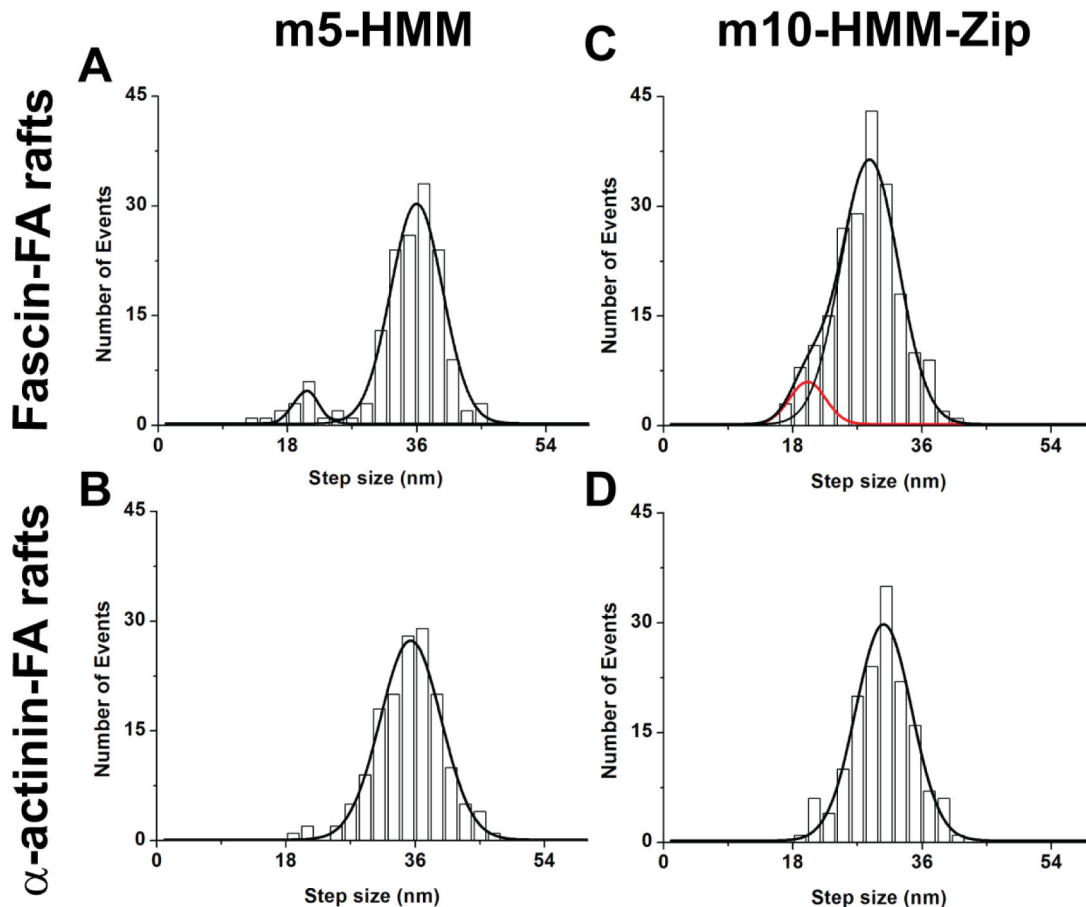 m5-HMM
m10-HMM-Zip
Fascin-FA rafts
α-actinin-FA rafts
A
45
30
15
0
Number of Events
0 18 36 54
Step size (nm)
C
45
30
15
0
Number of Events
0 18 36 54
Step size (nm)
B
45
30
15
0
Number of Events
0 18 36 54
Step size (nm)
D
45
30
15
0
Number of Events
0 18 36 54
Step size (nm)